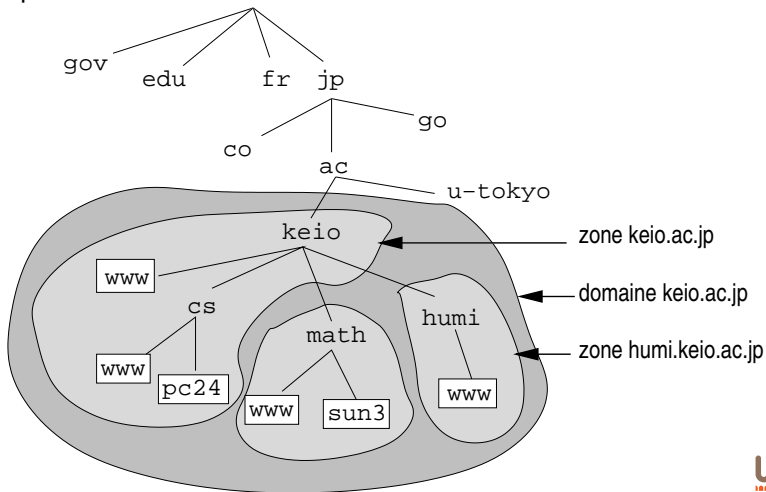 gov
edu
fr
jp
co
go
ac
u-tokyo
keio
zone keio.ac.jp
www
domaine keio.ac.jp
cs
humi
math
zone humi.keio.ac.jp
www
pc24
www
sun3
www